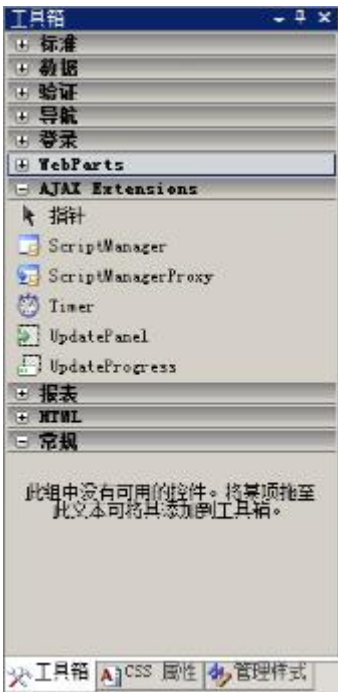 工具箱
标准
数据
验证
导航
登录
WebParts
AJAX Extensions
指针
ScriptManager
ScriptManagerProxy
Timer
UpdatePanel
UpdateProgress
报表
HTML
常规
此组中没有可用的控件。将某项拖至
此文本可将其添加到工具箱。
工具箱 CSS 属性 管理样式